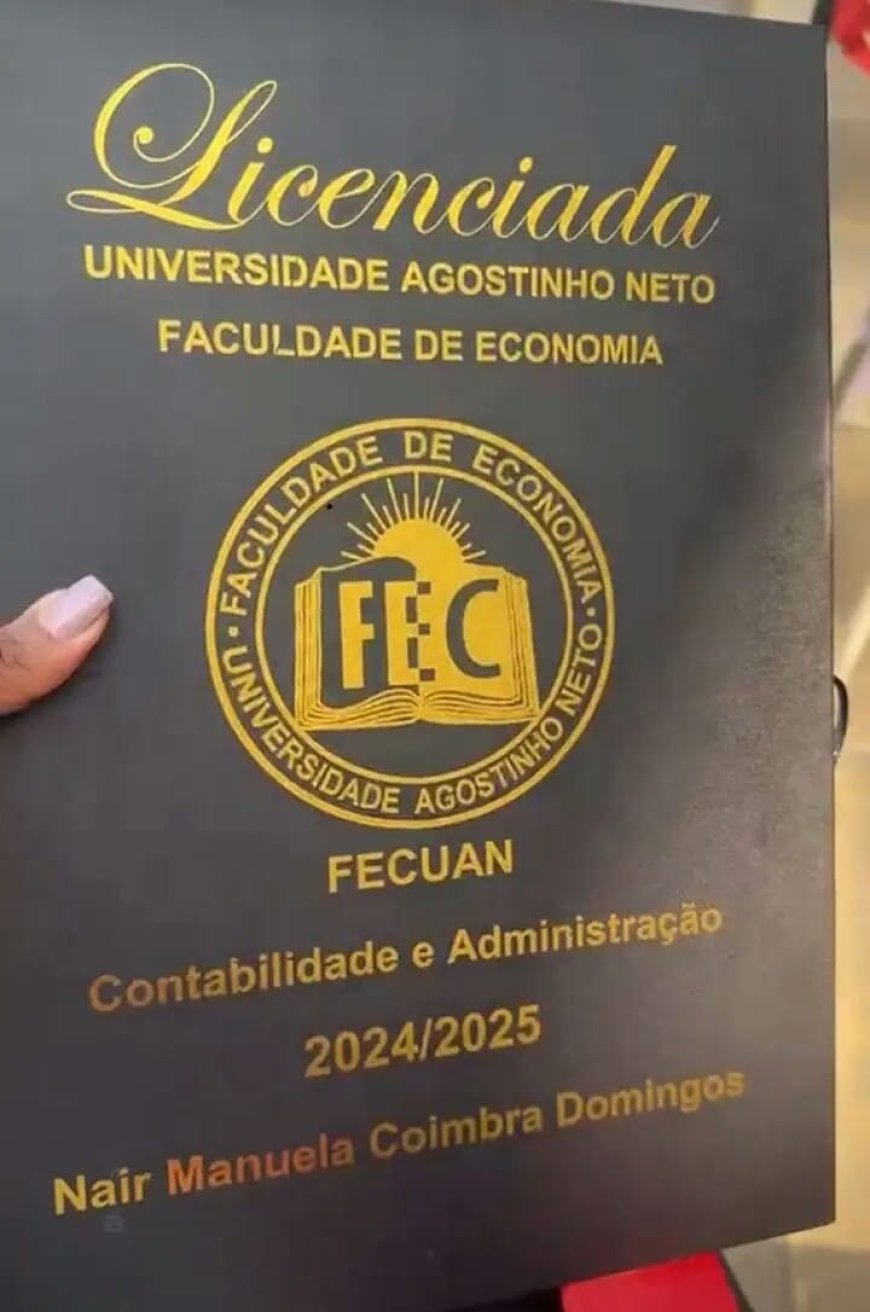 Licenciada
UNIVERSIDADE AGOSTINHO NETO
FACULDADE DE ECONOMIA
FACULDADE DE ECONOMIA
UNIVERSIDADE AGOSTINHO NETO
FEC
FECUAN
Contabilidade e Administração
2024/2025
Nair Manuela Coimbra Domingos